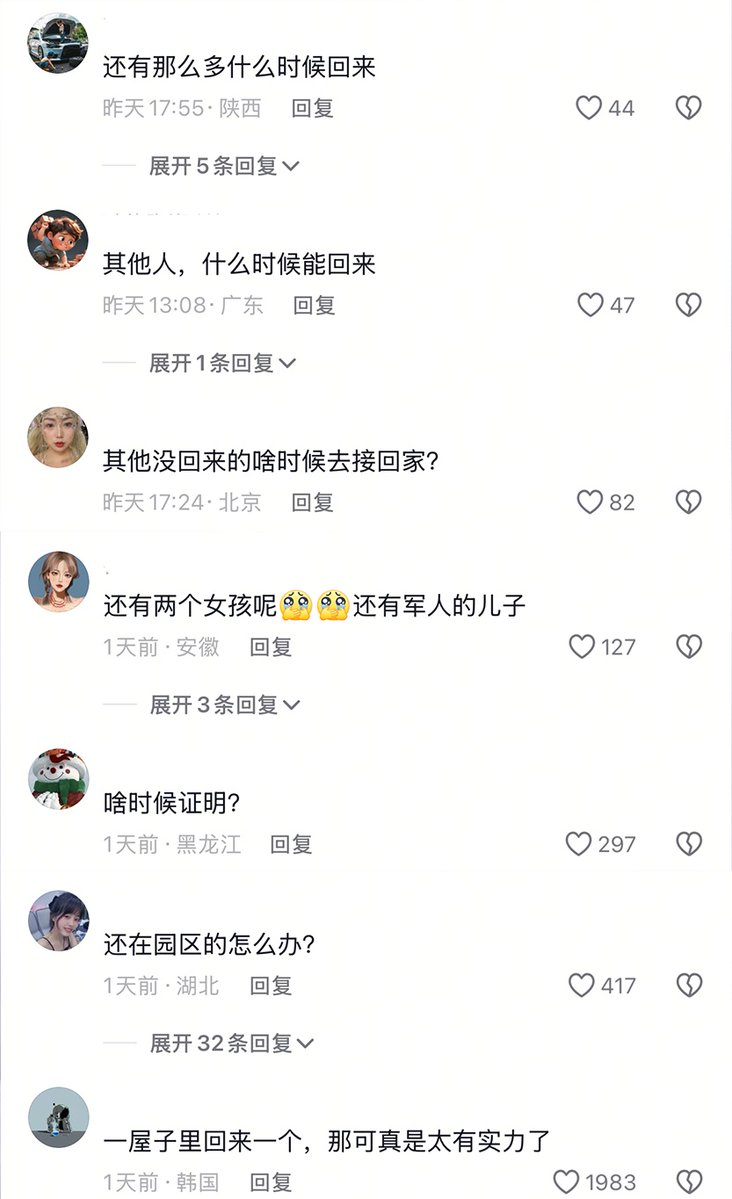 还有那么多什么时候回来
昨天17:55·陕西 回复 44
展开5条回复
其他人，什么时候能回来
昨天13:08·广东 回复 47
展开1条回复
其他没回来的啥时候去接回家?
昨天17:24·北京 回复 82
还有两个女孩呢🥹🥹还有军人的儿子
1天前·安徽 回复 127
展开3条回复
啥时候证明?
1天前·黑龙江 回复 297
还在园区的怎么办?
1天前·湖北 回复 417
展开32条回复
一屋子里回来一个，那可真是太有实力了
1天前·韩国 回复 1983